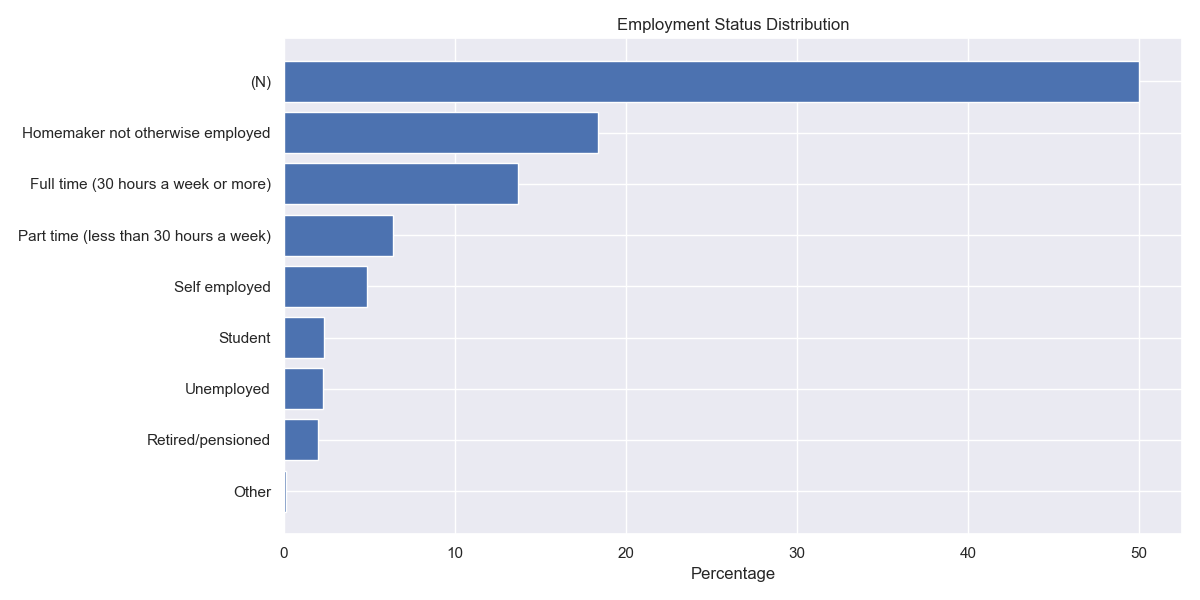 Employment Status Distribution
(N)
Homemaker not otherwise employed
Full time (30 hours a week or more)
Part time (less than 30 hours a week)
Self employed
Student
Unemployed
Retired/pensioned
Other
0 10 20 30 40 50
Percentage